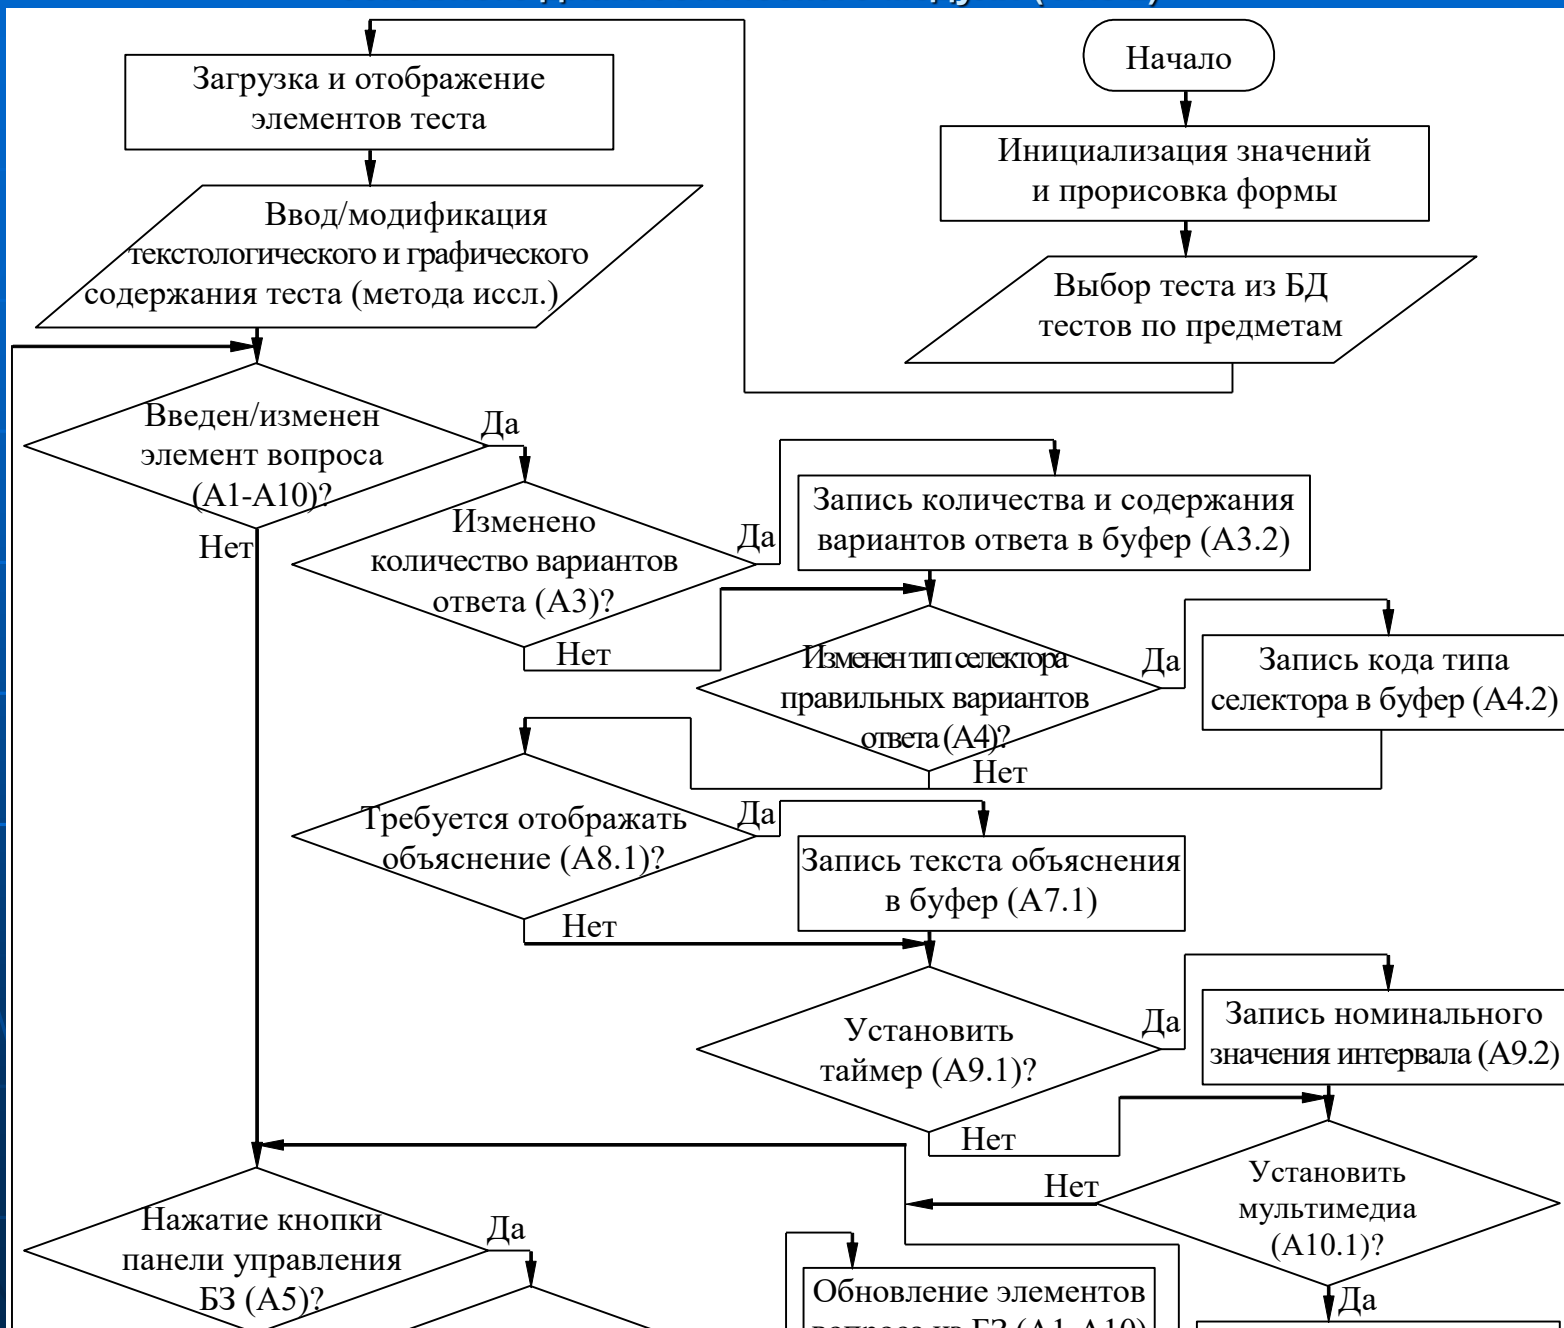 Начало
Инициализация значений
и прорисовка формы
Выбор теста из БД
тестов по предметам
Загрузка и отображение
элементов теста
Ввод/модификация
текстологического и графического
содержания теста (метода иссл.)
Введен/изменен
элемент вопроса
(А1-А10)?
Да
Нет
Изменено
количество вариантов
ответа (А3)?
Да
Нет
Запись количества и содержания
вариантов ответа в буфер (А3.2)
Изменен тип селектора
правильных вариантов
ответа (А4)?
Да
Нет
Запись кода типа
селектора в буфер (А4.2)
Требуется отображать
объяснение (А8.1)?
Да
Нет
Запись текста объяснения
в буфер (А7.1)
Установить
таймер (А9.1)?
Да
Нет
Запись номинального
значения интервала (А9.2)
Установить
мультимедиа
(А10.1)?
Нет
Да
Нажатие кнопки
панели управления
БЗ (А5)?
Да
Обновление элементов
вопроса из БЗ (А1-А10)